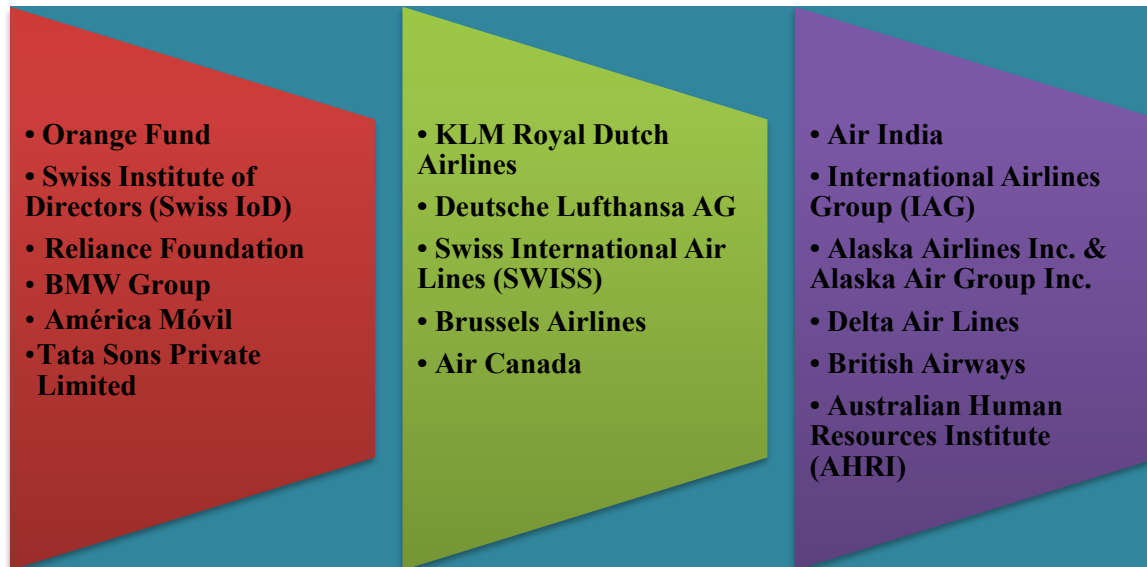 • Orange Fund
• Swiss Institute of
Directors (Swiss IoD)
• Reliance Foundation
• BMW Group
• América Móvil
•Tata Sons Private
Limited
• KLM Royal Dutch
Airlines
• Deutsche Lufthansa AG
• Swiss International Air
Lines (SWISS)
• Brussels Airlines
• Air Canada
• Air India
• International Airlines
Group (IAG)
• Alaska Airlines Inc. &
Alaska Air Group Inc.
• Delta Air Lines
• British Airways
• Australian Human
Resources Institute
(AHRI)